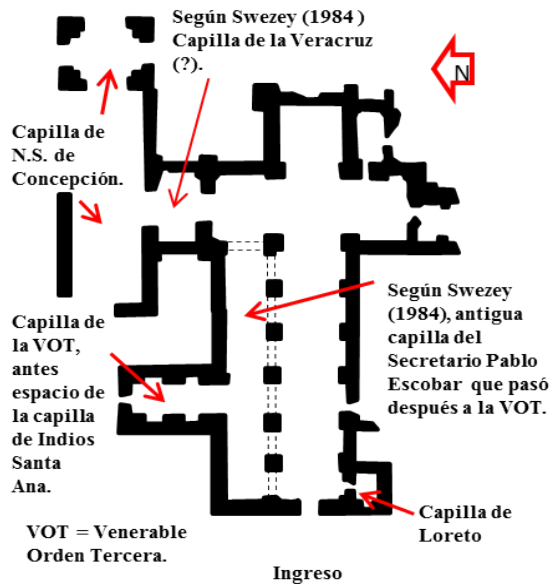 Según Swezey (1984)
Capilla de la Veracruz
(?).
N
Capilla de
N.S. de
Concepción.
Según Swezey
(1984), antigua
capilla del
Secretario Pablo
Escobar que pasó
después a la VOT.
Capilla de
la VOT,
antes
espacio de
la capilla
de Indios
Santa
Ana.
Capilla de
Loreto
VOT = Venerable
Orden Tercera.
Ingreso